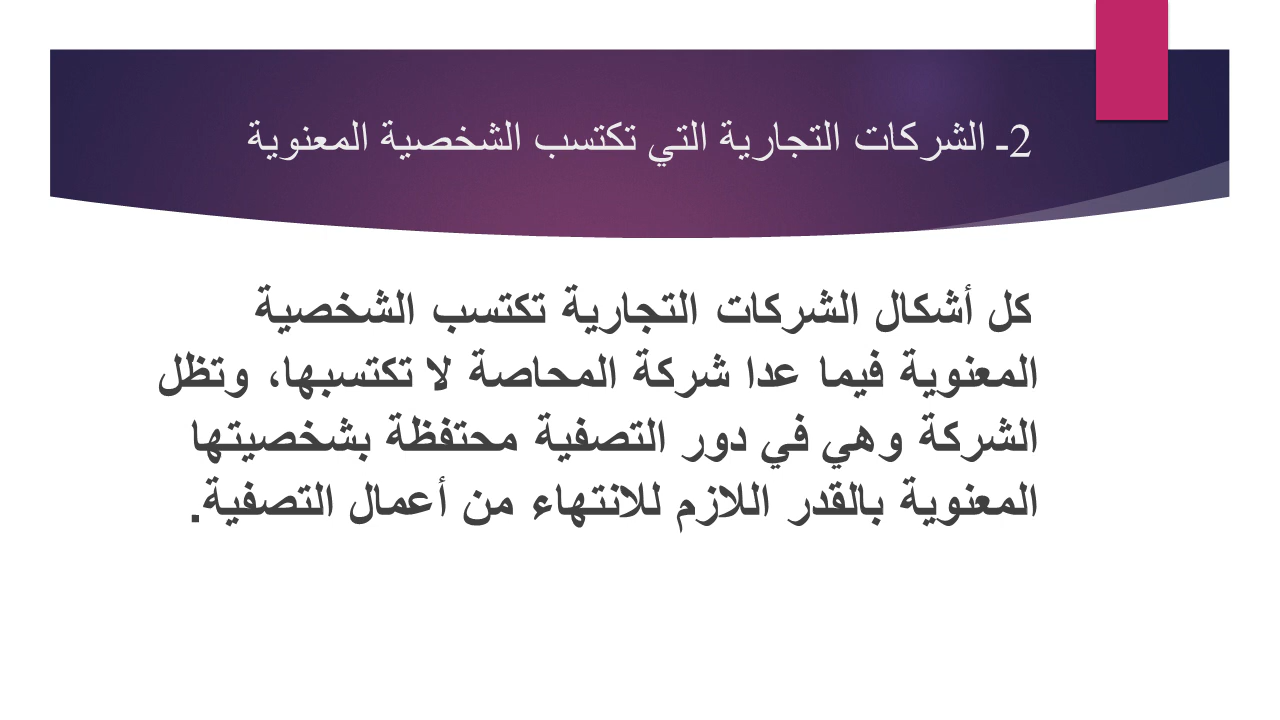 2ـ الشركات التجارية التي تكتسب الشخصية المعنوية
كل أشكال الشركات التجارية تكتسب الشخصية
المعنوية فيما عدا شركة المحاصة لا تكتسبها، وتظل
الشركة وهي في دور التصفية محتفظة بشخصيتها
المعنوية بالقدر اللازم للانتهاء من أعمال التصفية.